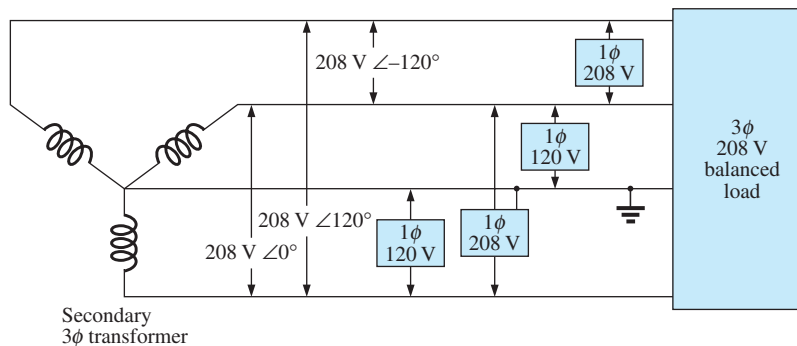 208 V ∠–120°
1ϕ
208 V
1ϕ
120 V
3ϕ
208 V
balanced
load
208 V ∠120°
208 V ∠0°
1ϕ
120 V
1ϕ
208 V
Secondary
3ϕ transformer